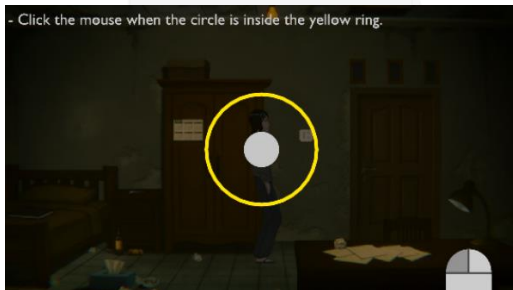 - Click the mouse when the circle is inside the yellow ring.